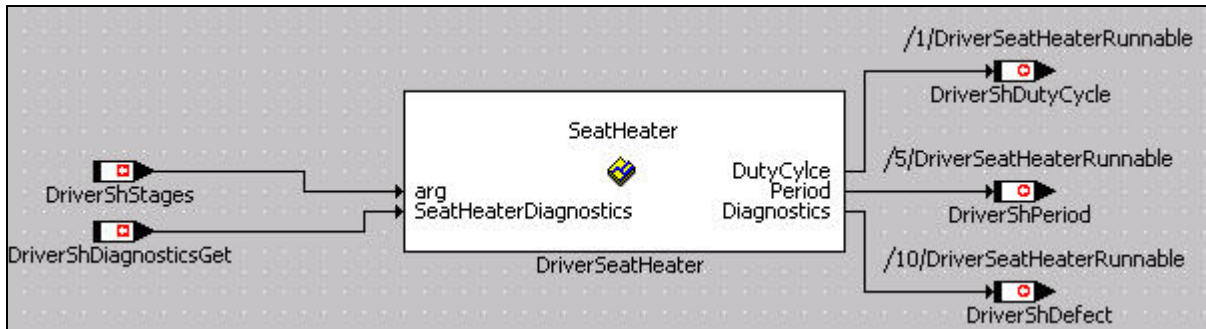 /1/DriverSeatHeaterRunnable
DriverShDutyCycle
SeatHeater
DriverShStages
arg
SeatHeaterDiagnostics
DriverShDiagnosticsGet
DutyCylce
Period
Diagnostics
DriverSeatHeater
/5/DriverSeatHeaterRunnable
DriverShPeriod
/10/DriverSeatHeaterRunnable
DriverShDefect